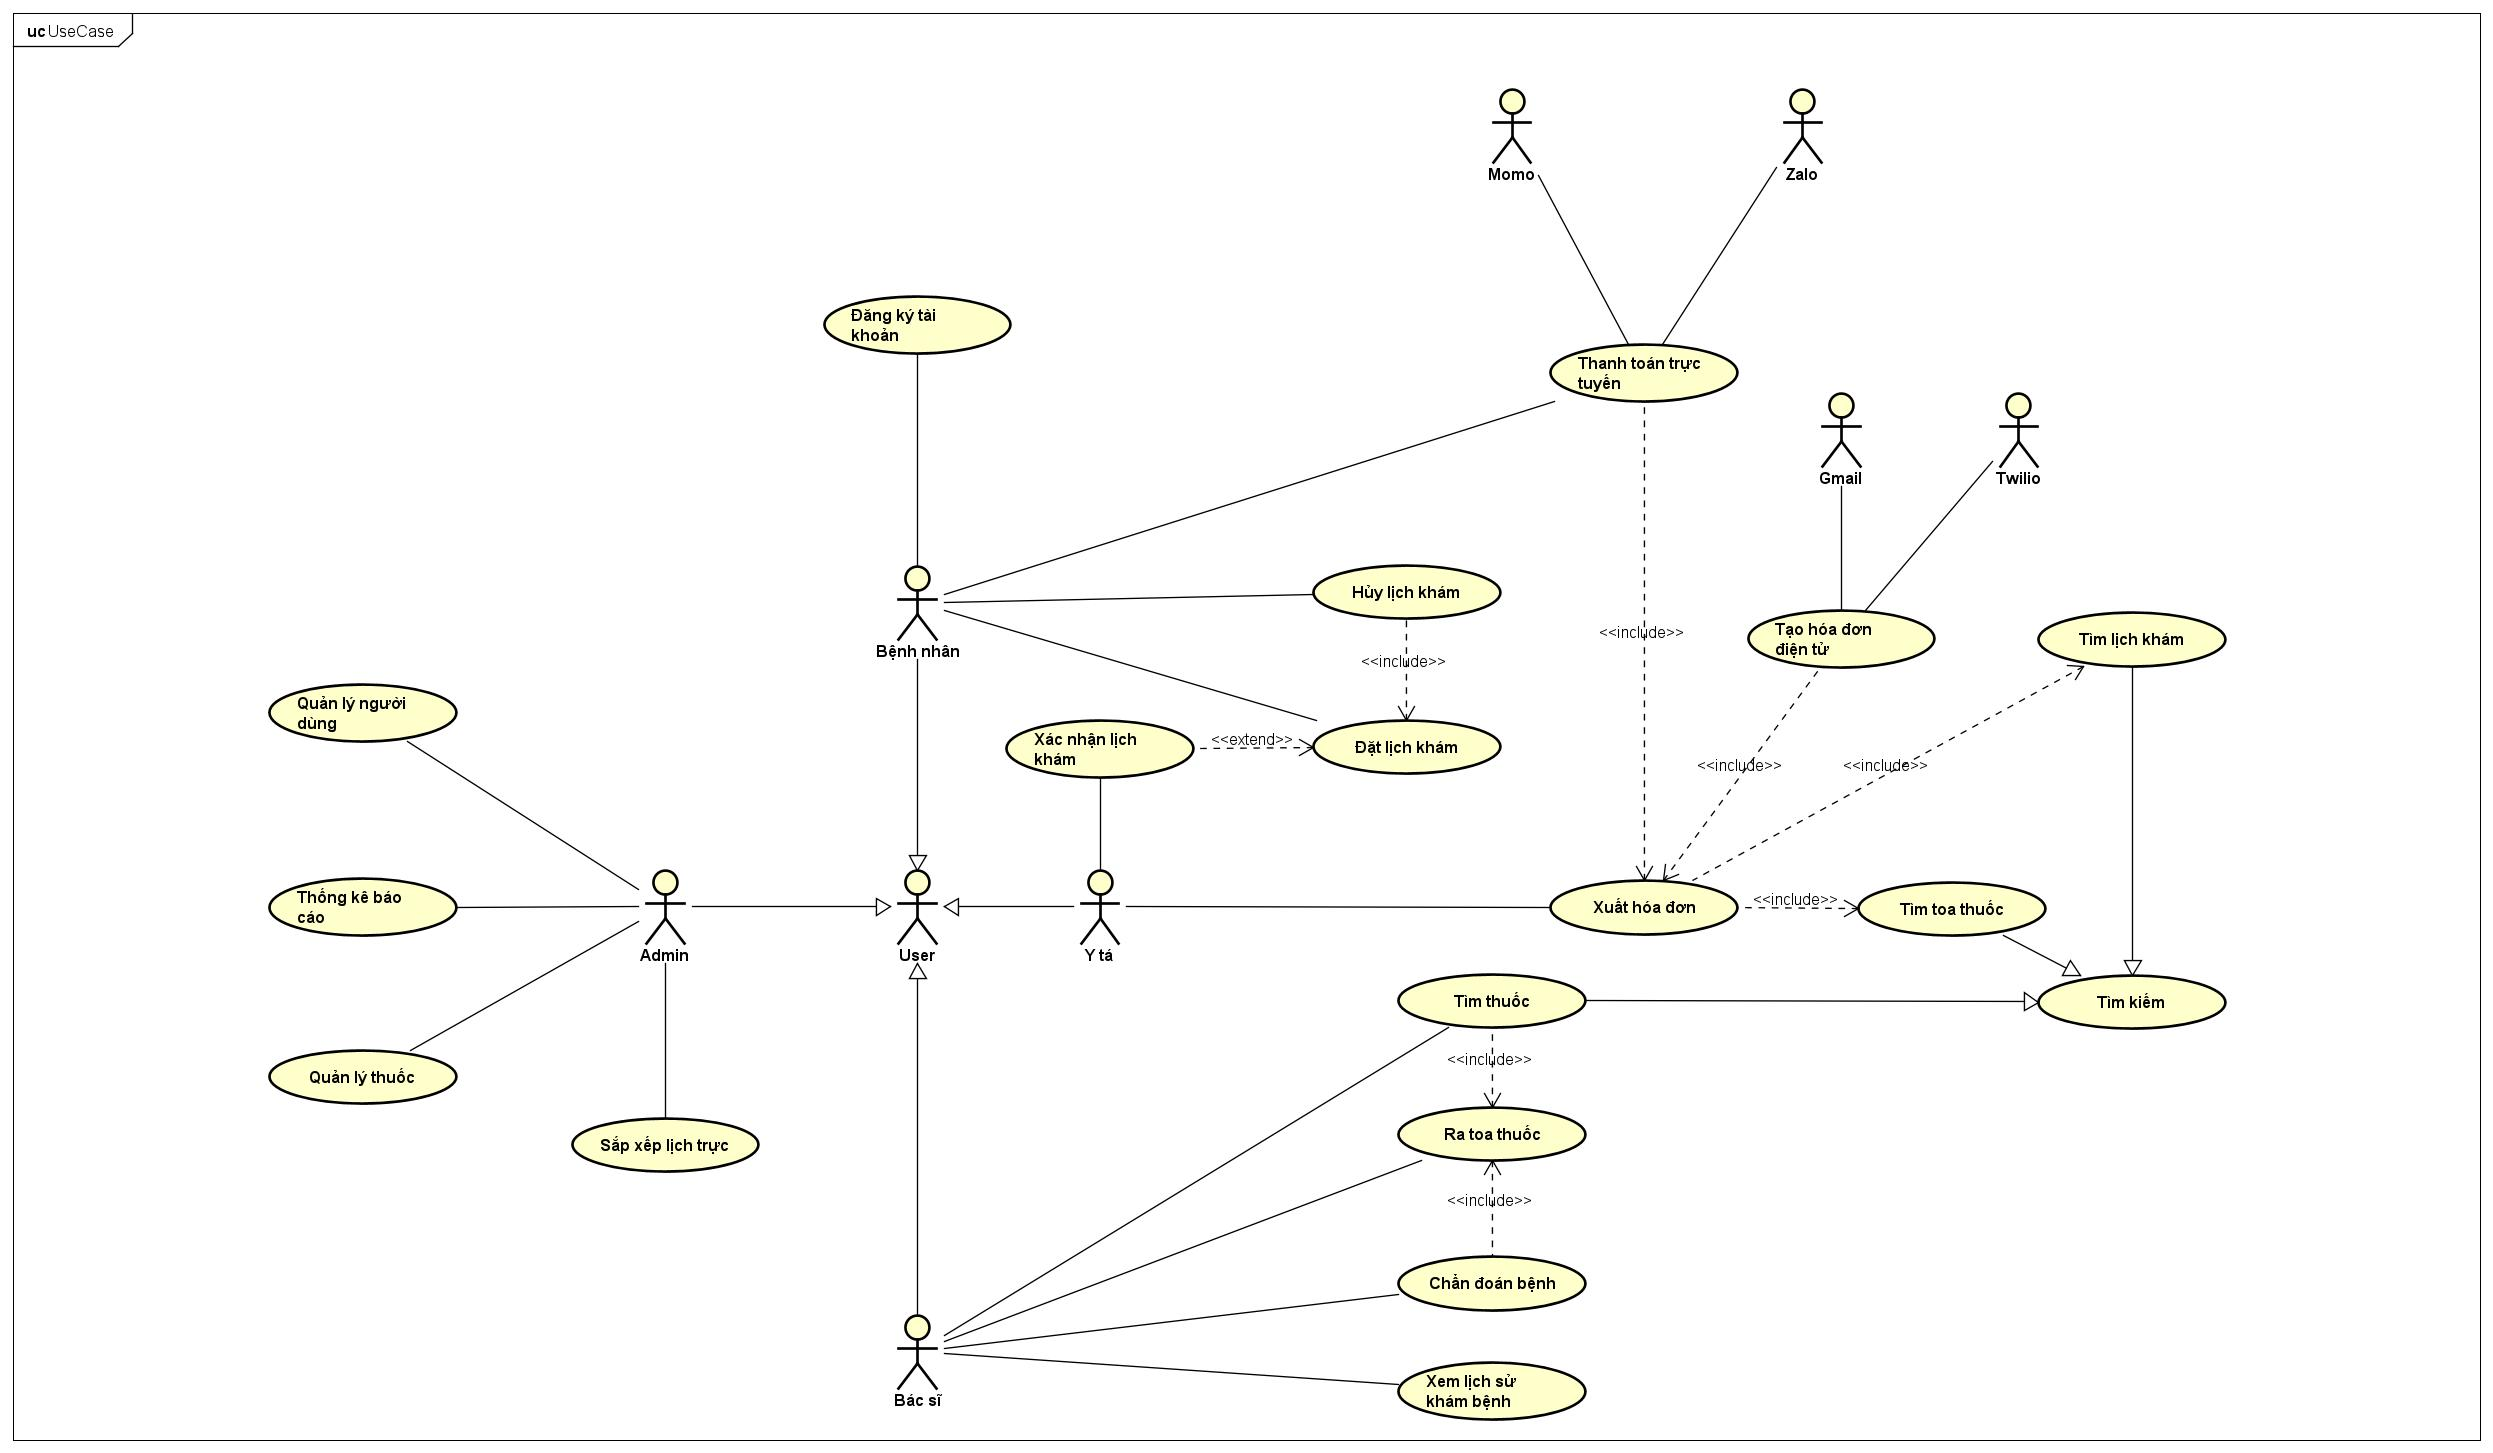 uc UseCase
Momo
Zalo
Đăng ký tài
khoản
Thanh toán trực
tuyến
Gmail
Twilio
Hủy lịch khám
<<include>>
Tạo hóa đơn
điện tử
Tìm lịch khám
Bệnh nhân
<<include>>
Quản lý người
dùng
Xác nhận lịch
khám
<<extend>>
Đặt lịch khám
<<include>>
<<include>>
Thống kê báo
cáo
Admin
User
Y tá
Xuất hóa đơn
<<include>>
Tìm toa thuốc
Tìm thuốc
Tìm kiếm
<<include>>
Quản lý thuốc
Sắp xếp lịch trực
Ra toa thuốc
<<include>>
Chẩn đoán bệnh
Bác sĩ
Xem lịch sử
khám bệnh